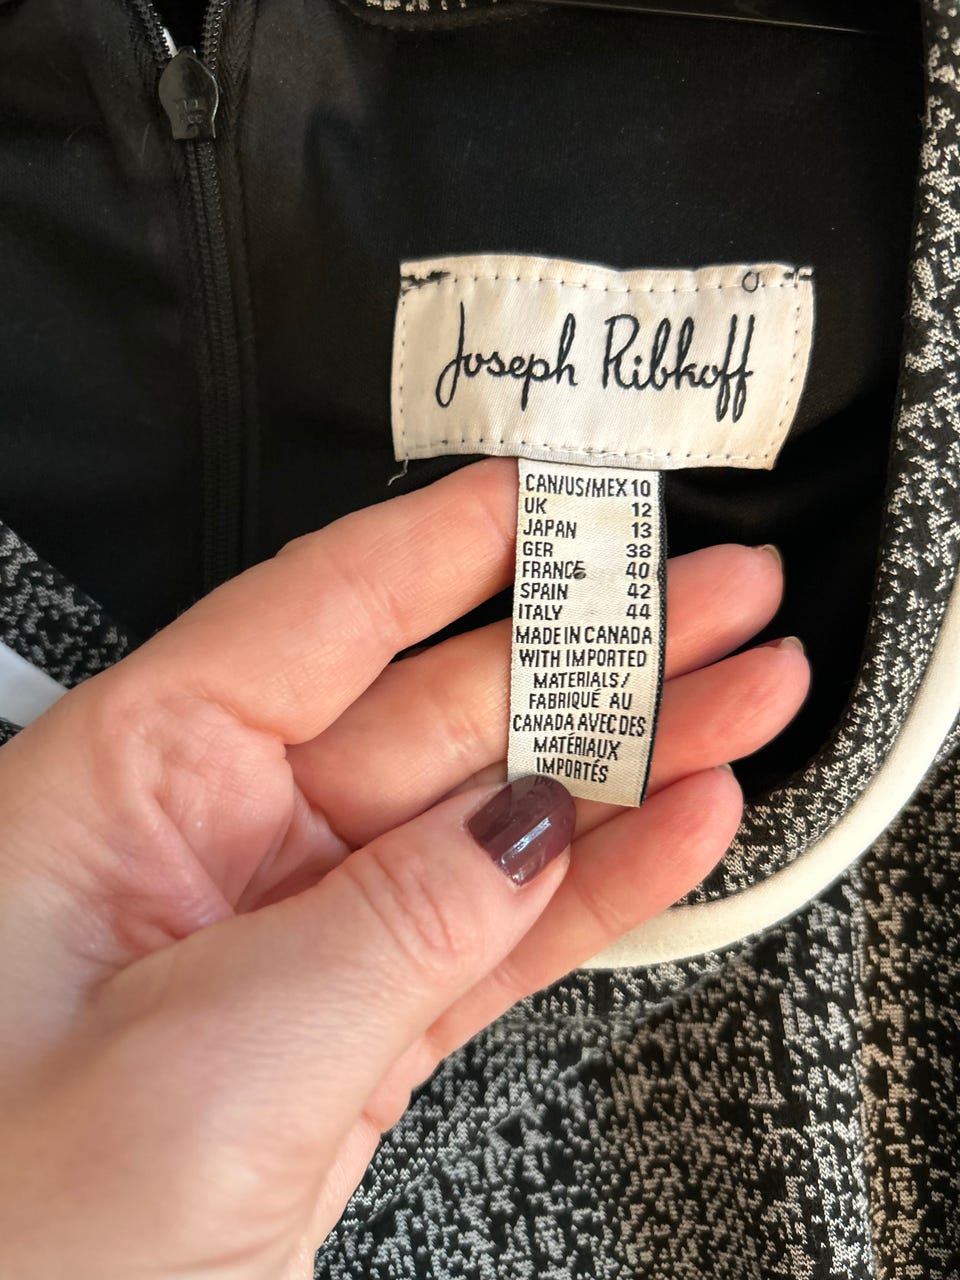 Joseph Ribkoff
CAN/US/MEX 10
UK 12
JAPAN 13
GER 38
FRANCE 40
SPAIN 42
ITALY 44
MADE IN CANADA
WITH IMPORTED
MATERIALS/
FABRIQUÉ AU
CANADA AVEC DES
MATÉRIAUX
IMPORTÉS